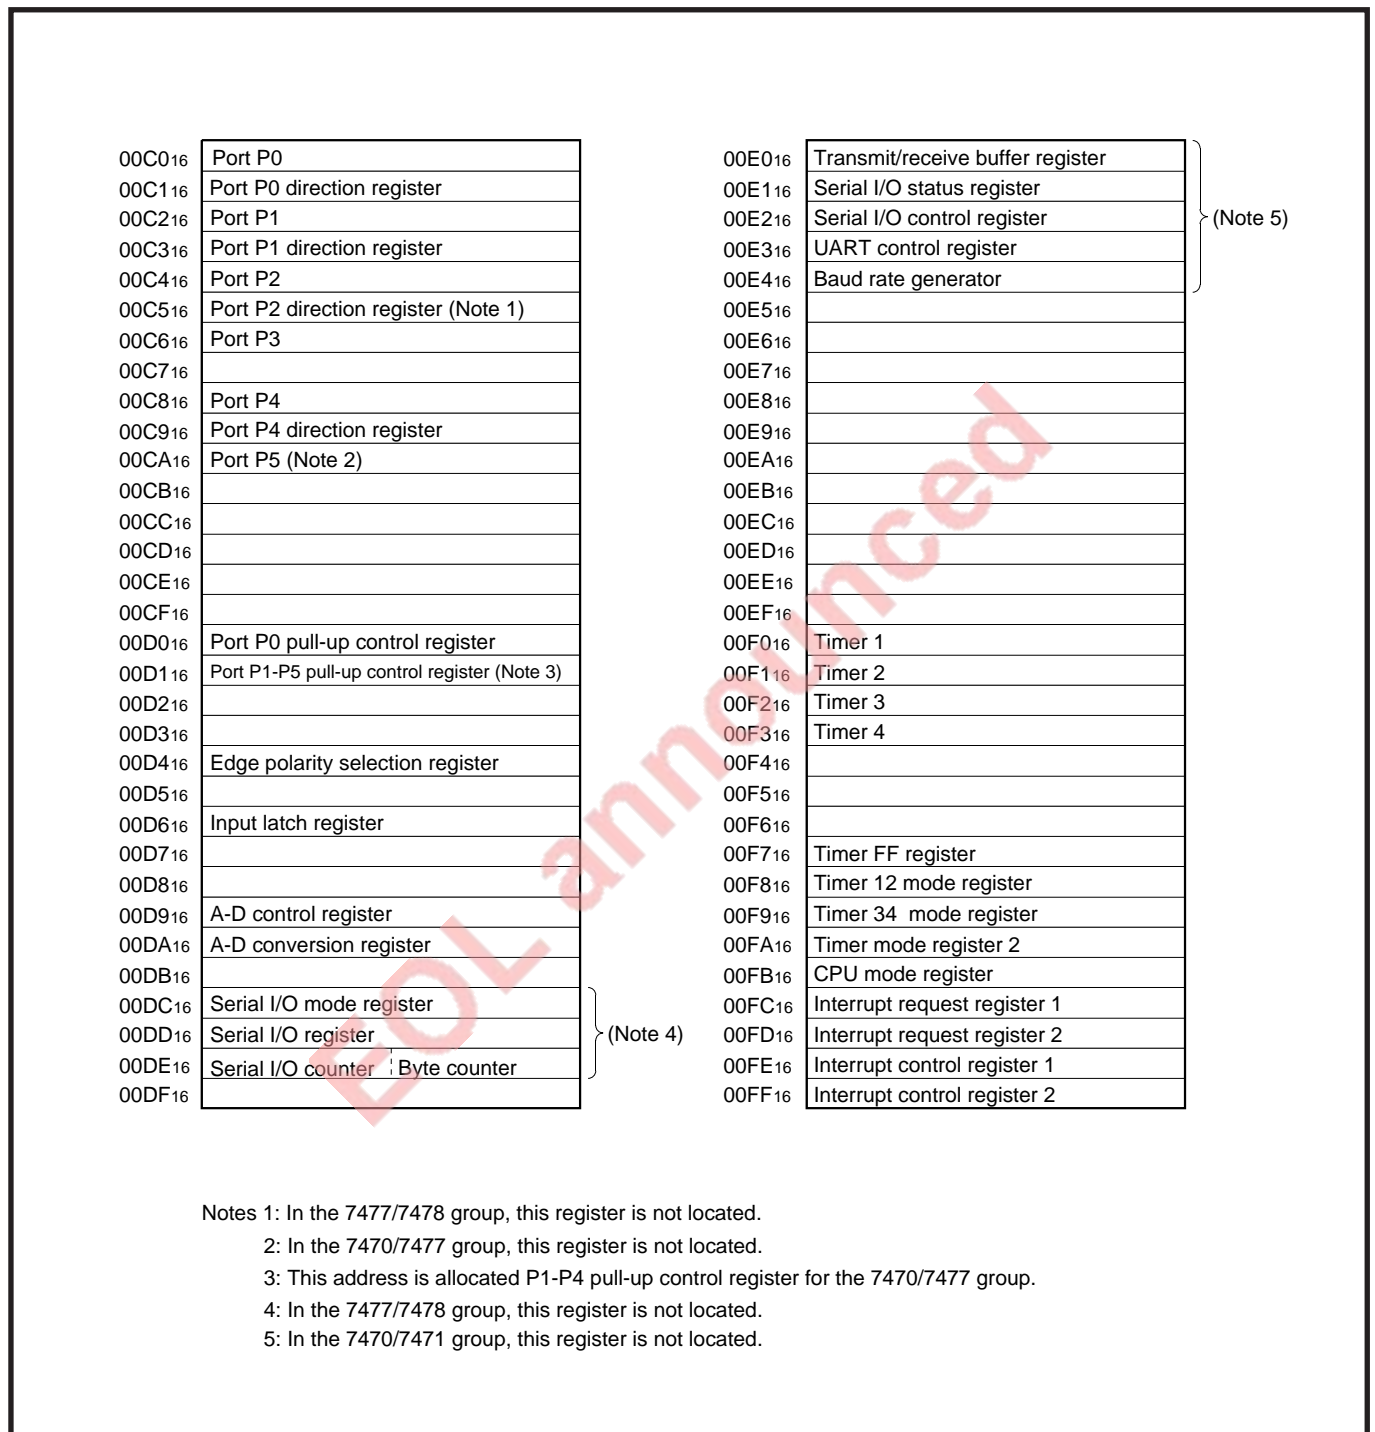 00C016 Port P0
00C116 Port P0 direction register
00C216 Port P1
00C316 Port P1 direction register
00C416 Port P2
00C516 Port P2 direction register (Note 1)
00C616 Port P3
00C716
00C816 Port P4
00C916 Port P4 direction register
00CA16 Port P5 (Note 2)
00CB16
00CC16
00CD16
00CE16
00CF16
00D016 Port P0 pull-up control register
00D116 Port P1-P5 pull-up control register (Note 3)
00D216
00D316
00D416 Edge polarity selection register
00D516
00D616 Input latch register
00D716
00D816
00D916 A-D control register
00DA16 A-D conversion register
00DB16
00DC16 Serial I/O mode register
00DD16 Serial I/O register
(Note 4)
00DE16 Serial I/O counter Byte counter
00DF16
00E016 Transmit/receive buffer register
00E116 Serial I/O status register
00E216 Serial I/O control register
(Note 5)
00E316 UART control register
00E416 Baud rate generator
00E516
00E616
00E716
00E816
00E916
00EA16
00EB16
00EC16
00ED16
00EE16
00EF16
00F016 Timer 1
00F116 Timer 2
00F216 Timer 3
00F316 Timer 4
00F416
00F516
00F616
00F716 Timer FF register
00F816 Timer 12 mode register
00F916 Timer 34 mode register
00FA16 Timer mode register 2
00FB16 CPU mode register
00FC16 Interrupt request register 1
00FD16 Interrupt request register 2
00FE16 Interrupt control register 1
00FF16 Interrupt control register 2
EOL announced
Notes 1: In the 7477/7478 group, this register is not located.
2: In the 7470/7477 group, this register is not located.
3: This address is allocated P1-P4 pull-up control register for the 7470/7477 group.
4: In the 7477/7478 group, this register is not located.
5: In the 7470/7471 group, this register is not located.